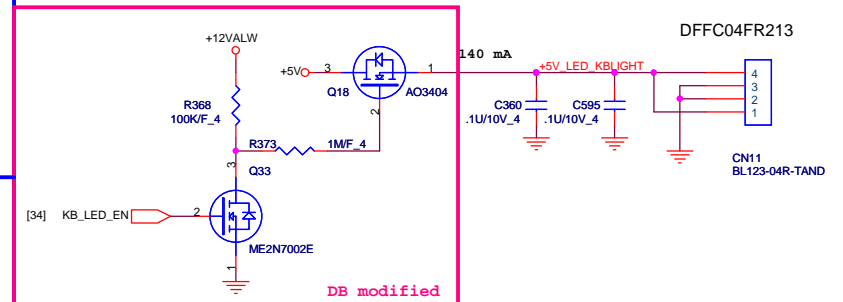 DFFC04FR213
+12VALW
140 mA
+5V
3
1
+5V_LED_KBLIGHT
Q18
AO3404
4
3
2
1
R368
100K/F_4
2
C360
.1U/10V_4
C595
.1U/10V_4
R373
1M/F_4
3
Q33
CN11
BL123-04R-TAND
[34]
KB_LED_EN
2
ME2N7002E
1
DB modified